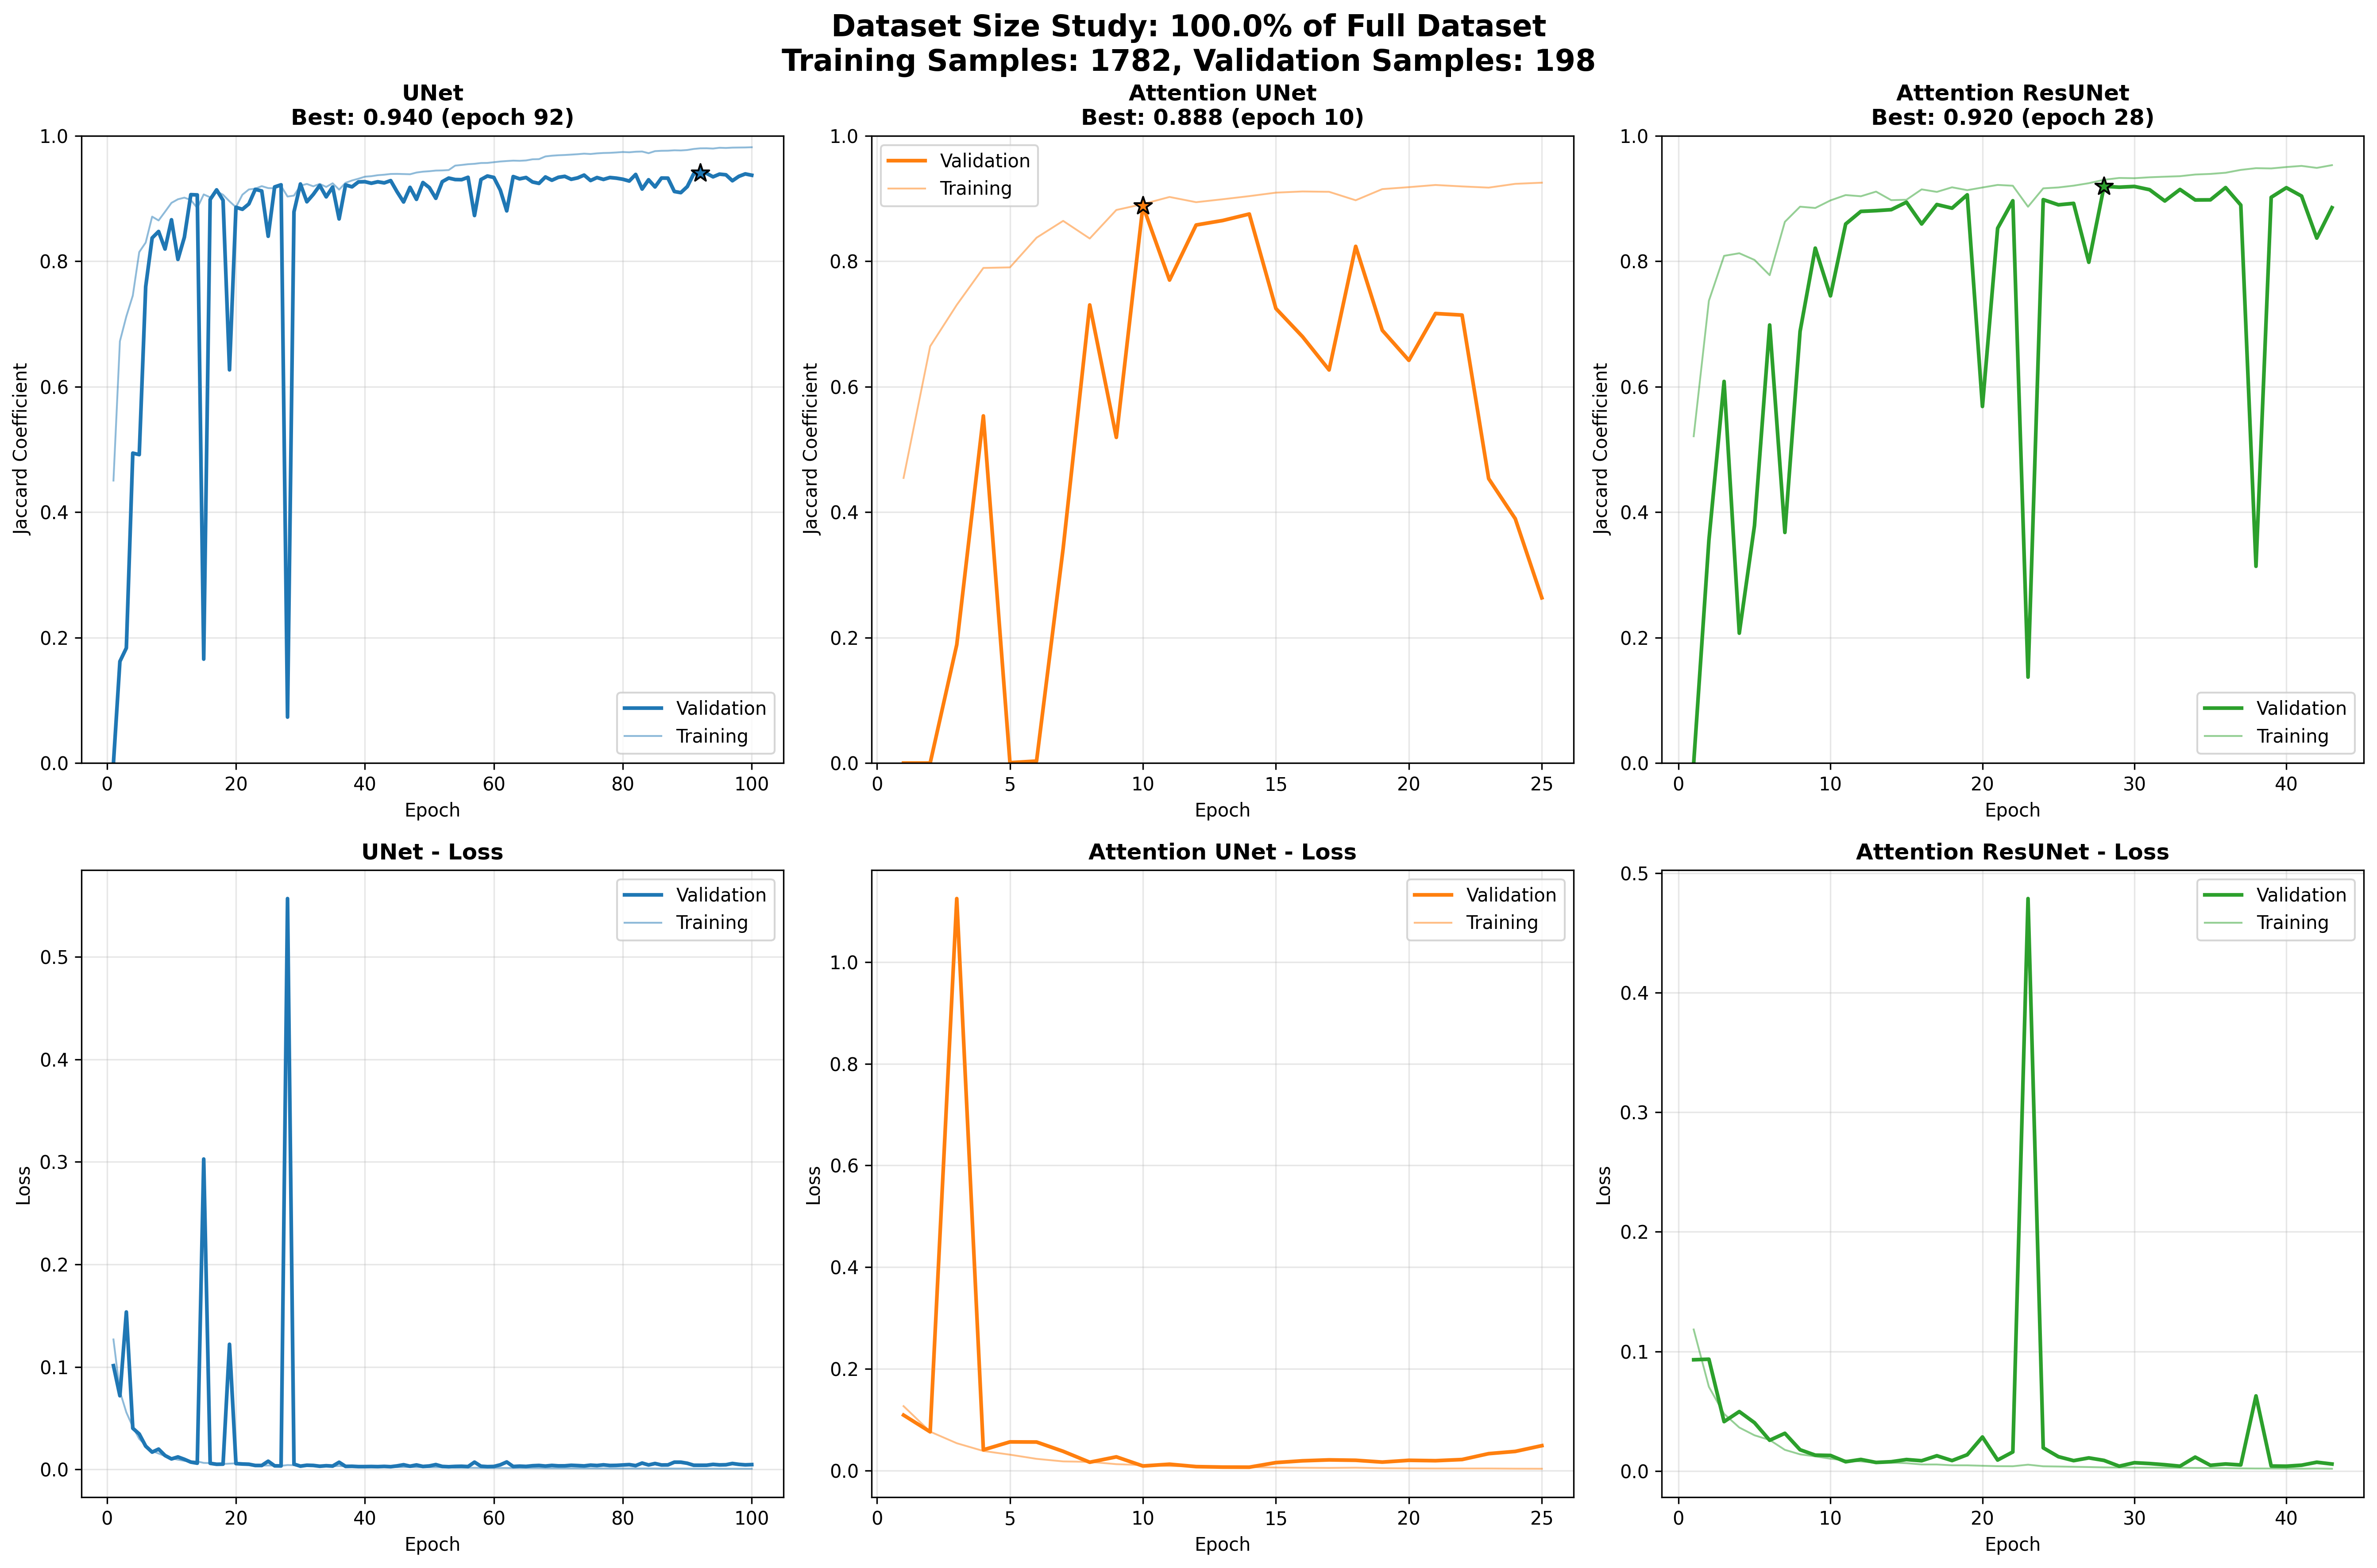 Dataset Size Study: 100.0% of Full Dataset
Training Samples: 1782, Validation Samples: 198
UNet
Best: 0.940 (epoch 92)
1.0
0.8
0.6
0.4
0.2
0.0
Jaccard Coefficient
Validation
Training
0 20 40 60 80 100
Epoch
Attention UNet
Best: 0.888 (epoch 10)
Validation
Training
1.0
0.8
0.6
0.4
0.2
0.0
Jaccard Coefficient
0 5 10 15 20 25
Epoch
Attention ResUNet
Best: 0.920 (epoch 28)
1.0
0.8
0.6
0.4
0.2
0.0
Jaccard Coefficient
Validation
Training
0 10 20 30 40
Epoch
UNet - Loss
Validation
Training
0.5
0.4
0.3
0.2
0.1
0.0
Loss
0 20 40 60 80 100
Epoch
Attention UNet - Loss
Validation
Training
1.0
0.8
0.6
0.4
0.2
0.0
Loss
0 5 10 15 20 25
Epoch
Attention ResUNet - Loss
Validation
Training
0.5
0.4
0.3
0.2
0.1
0.0
Loss
0 10 20 30 40
Epoch